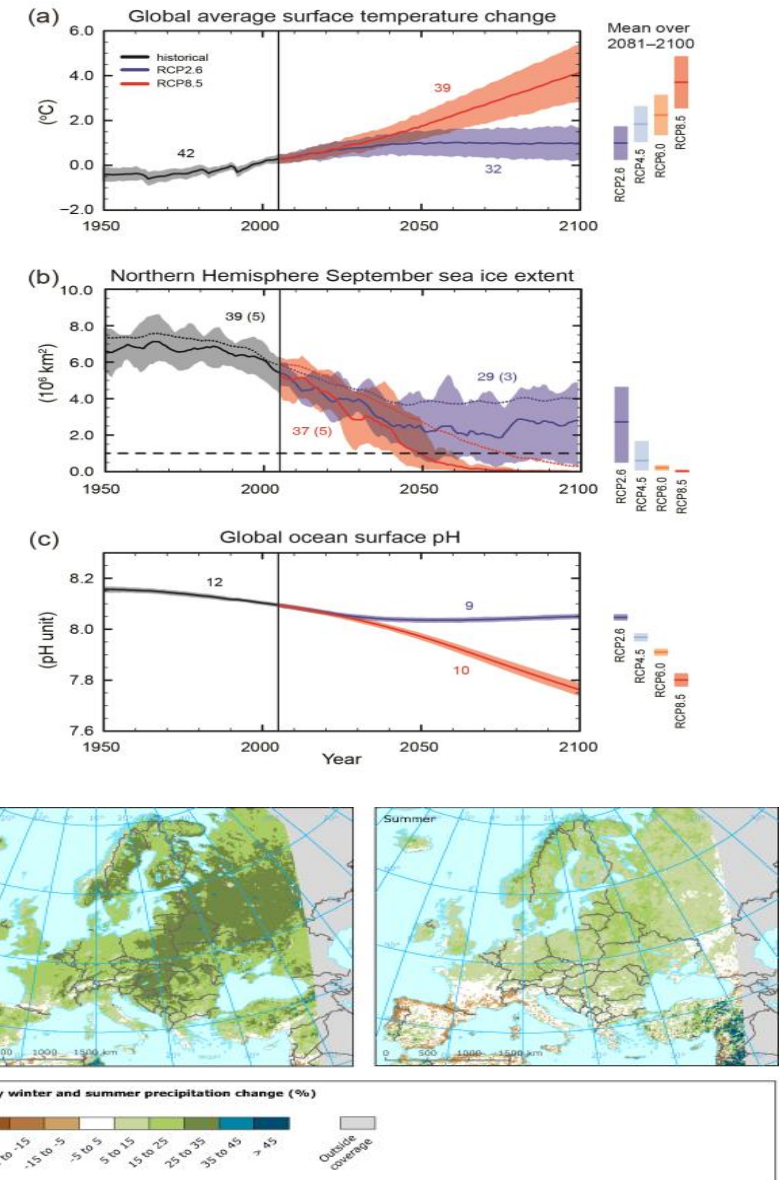 (a) Global average surface temperature change
Mean over
2081–2100
6.0
4.0
2.0
0.0
−2.0
(ºC)
historical
RCP2.6
RCP8.5
42
39
32
1950
2000
2050
2100
RCP2.6
RCP4.5
RCP6.0
RCP8.5
(b) Northern Hemisphere September sea ice extent
10.0
8.0
6.0
4.0
2.0
0.0
(10⁶ km²)
39 (5)
29 (3)
37 (5)
1950
2000
2050
2100
RCP2.6
RCP4.5
RCP6.0
RCP8.5
(c) Global ocean surface pH
8.2
8.0
7.8
7.6
(pH unit)
12
9
10
1950
2000
2050
2100
Year
RCP2.6
RCP4.5
RCP6.0
RCP8.5
1000 1500 km
Summer
0 500 1000 1500 km
winter and summer precipitation change (%)
-15 to -5
-5 to 5
5 to 15
15 to 25
25 to 35
35 to 45
> 45
Outside
coverage